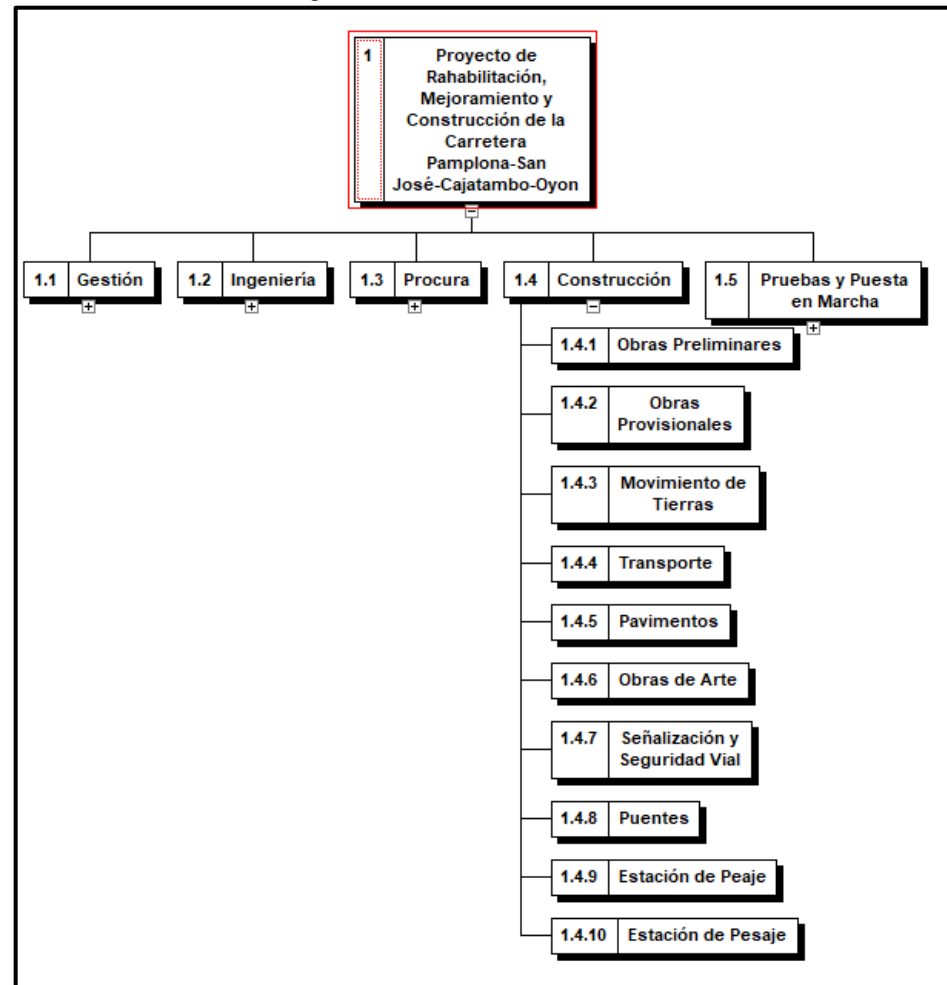 1 Proyecto de
Rahabilitación,
Mejoramiento y
Construcción de la
Carretera
Pamplona-San
José-Cajatambo-Oyon
1.1 Gestión
1.2 Ingeniería
1.3 Procura
1.4 Construcción
1.5 Pruebas y Puesta
en Marcha
1.4.1 Obras Preliminares
1.4.2 Obras
Provisionales
1.4.3 Movimiento de
Tierras
1.4.4 Transporte
1.4.5 Pavimentos
1.4.6 Obras de Arte
1.4.7 Señalización y
Seguridad Vial
1.4.8 Puentes
1.4.9 Estación de Peaje
1.4.10 Estación de Pesaje